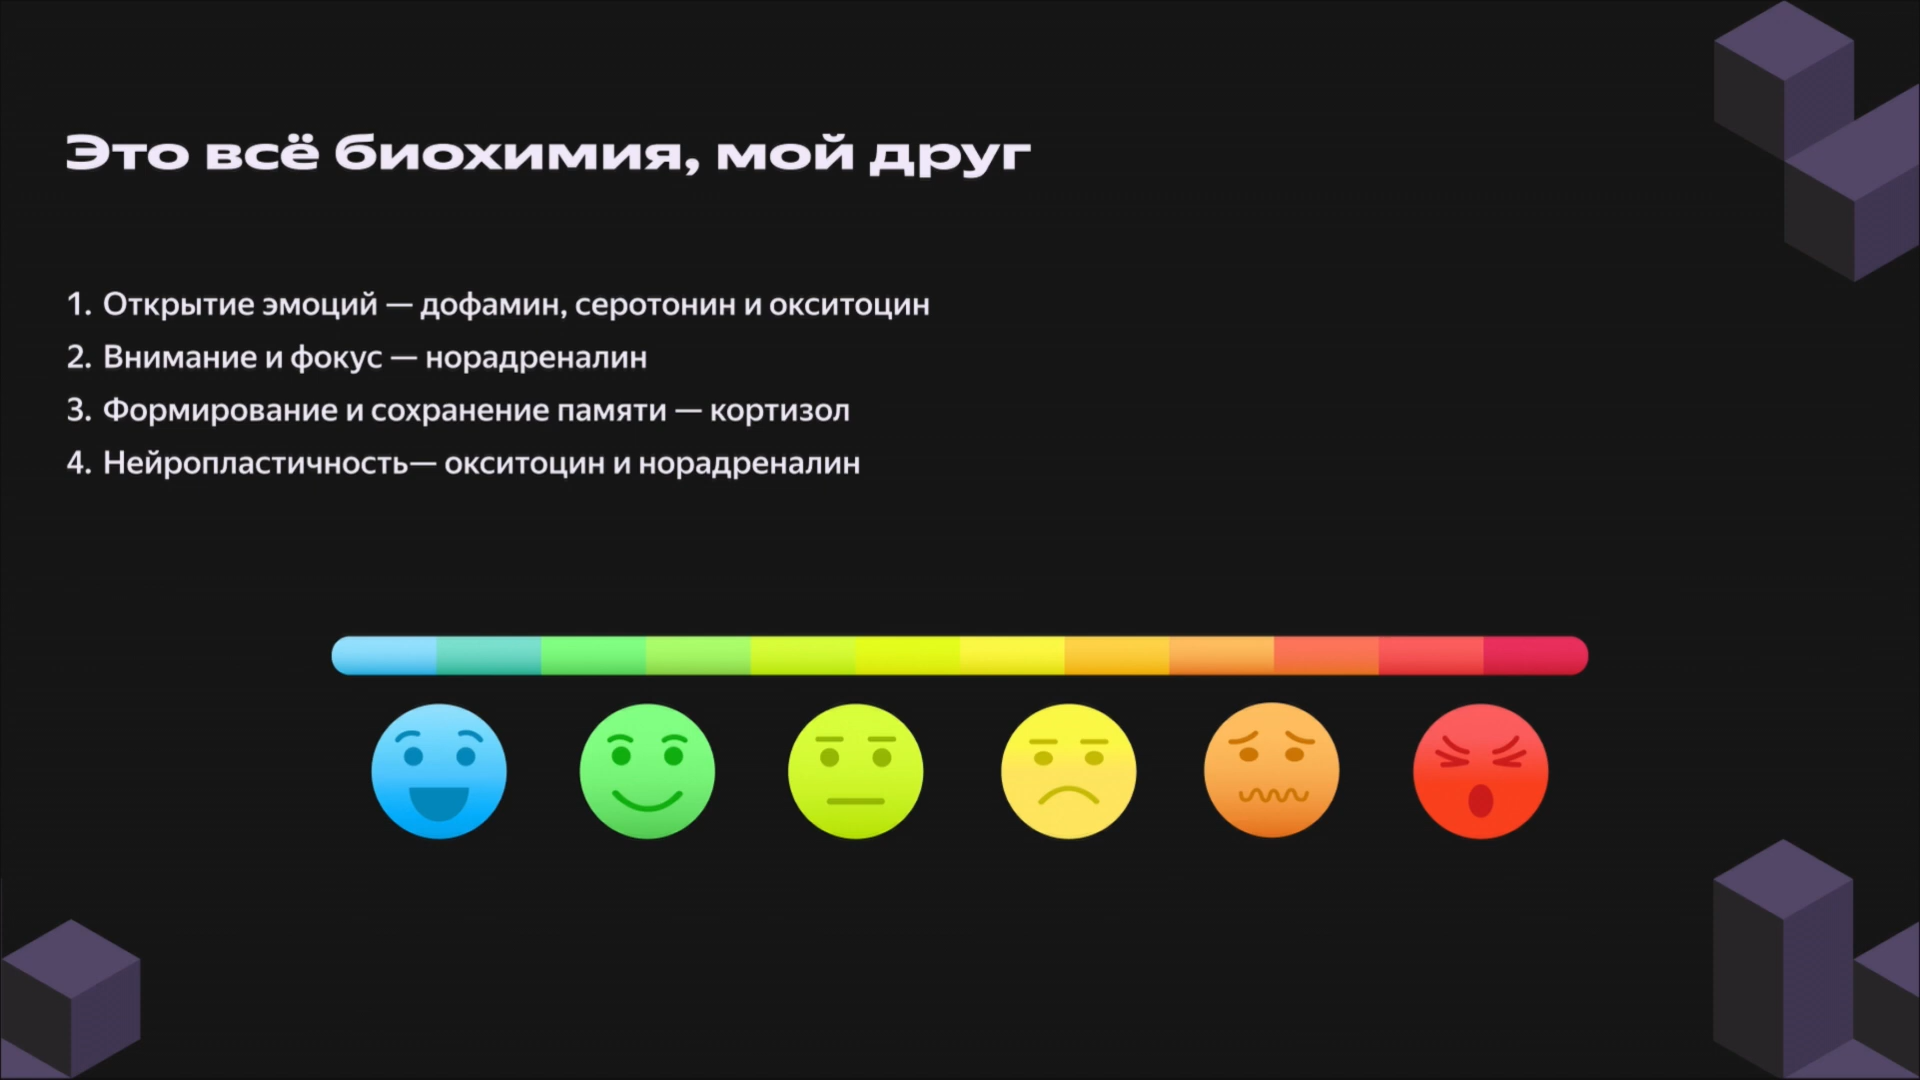 Это всё биохимия, мой друг
1. Открытие эмоций — дофамин, серотонин и окситоцин
2. Внимание и фокус — норадреналин
3. Формирование и сохранение памяти — кортизол
4. Нейропластичность— окситоцин и норадреналин